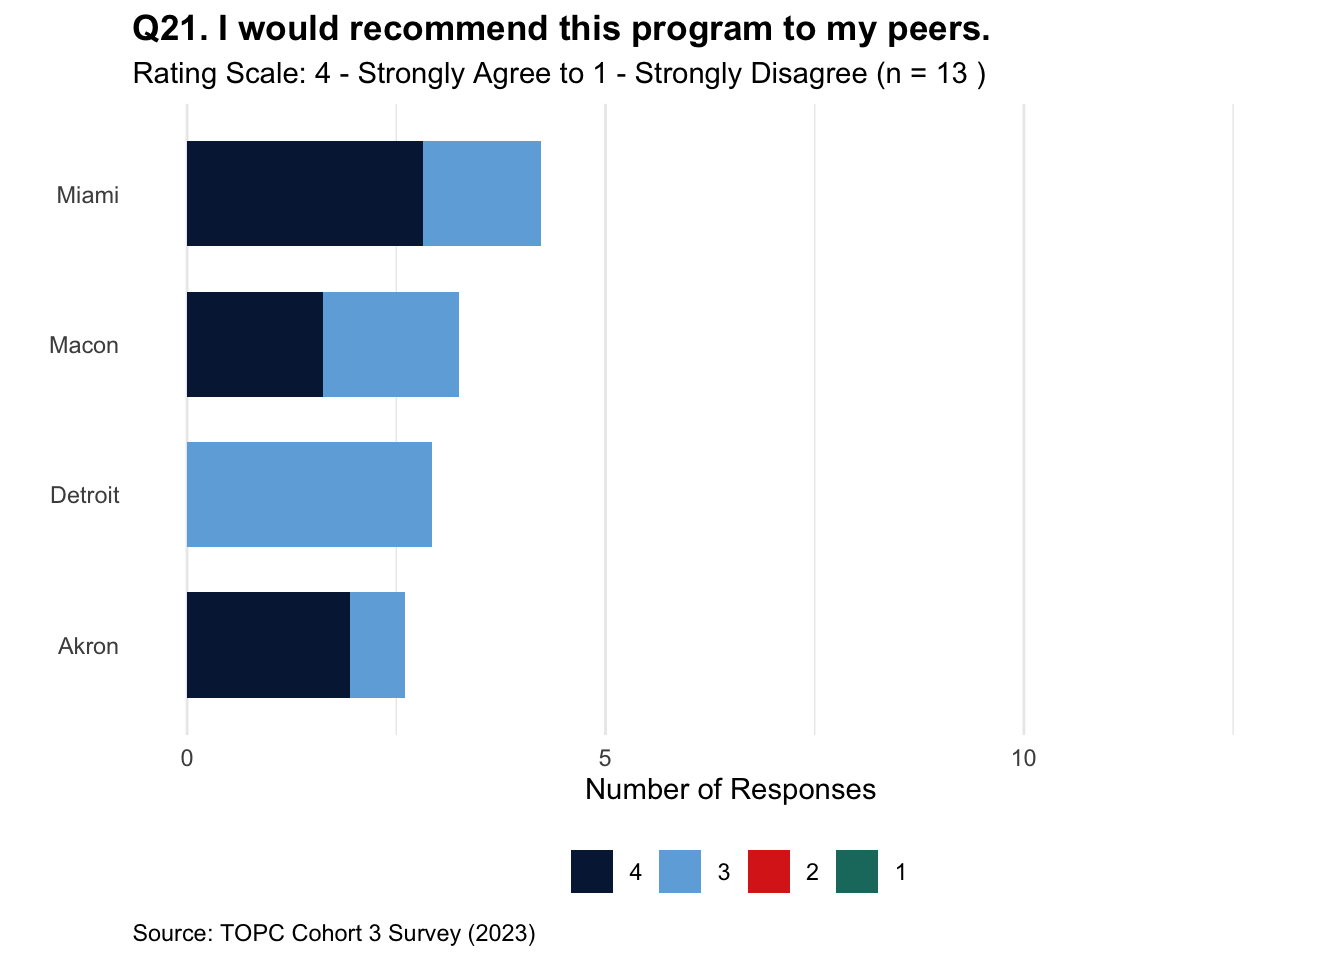 Q21. I would recommend this program to my peers.
Rating Scale: 4 - Strongly Agree to 1 - Strongly Disagree (n = 13 )
Miami
Macon
Detroit
Akron
0 5 10
Number of Responses
4 3 2 1
Source: TOPC Cohort 3 Survey (2023)